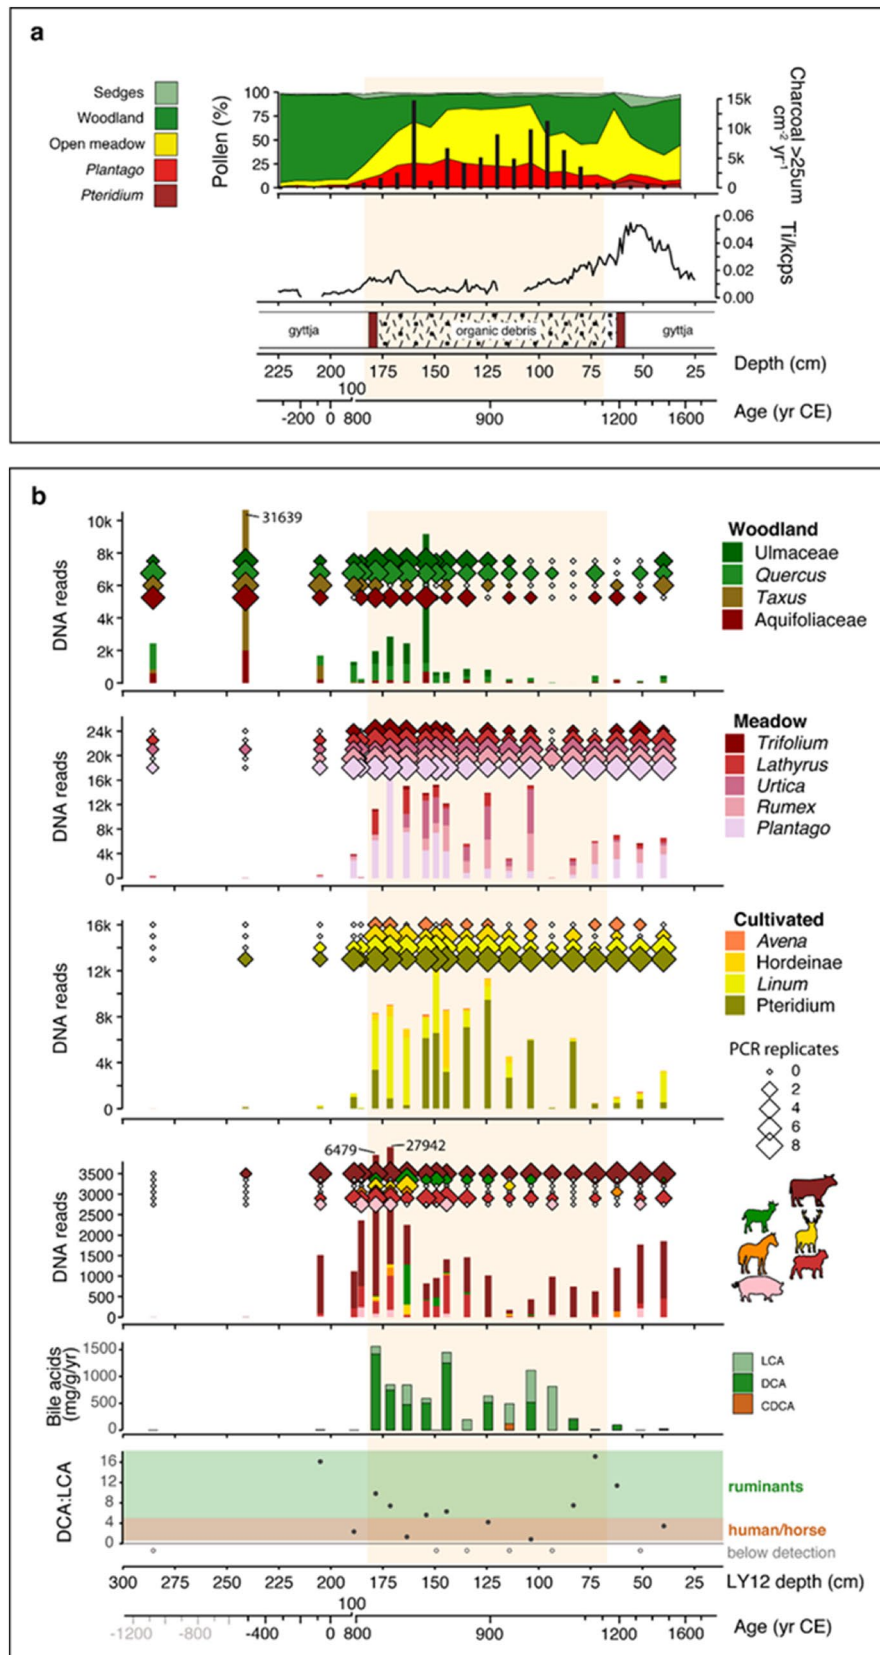 a
Sedges
Woodland
Open meadow
Plantago
Pteridium
Pollen (%)
100
75
50
25
0
15k
10k
5k
0
Charcoal >25um
cm-2 yr-1
0.06
0.04
0.02
0.00
Ti/kcps
gyttja
organic debris
gyttja
225 200 175 150 125 100 75 50 25
Depth (cm)
100
-200 0 800 900 1200 1600
Age (yr CE)
b
31639
10k
8k
6k
4k
2k
0
DNA reads
Woodland
Ulmaceae
Quercus
Taxus
Aquifoliaceae
24k
20k
16k
12k
8k
4k
0
DNA reads
Meadow
Trifolium
Lathyrus
Urtica
Rumex
Plantago
16k
12k
8k
4k
0
DNA reads
Cultivated
Avena
Hordeinae
Linum
Pteridium
PCR replicates
0
2
4
6
8
6479
27942
3500
3000
2500
2000
1500
1000
500
0
DNA reads
1500
1000
500
0
Bile acids
(mg/g/yr)
LCA
DCA
CDCA
16
12
8
4
0
DCA:LCA
ruminants
human/horse
below detection
300 275 225 200 175 150 125 100 75 50 25
LY12 depth (cm)
100
-1200 -800 -400 0 800 900 1200 1600
Age (yr CE)